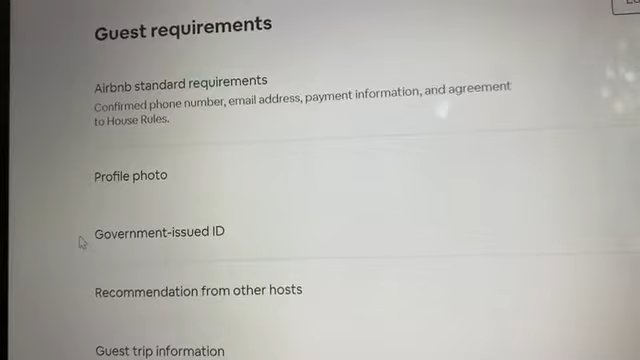 Guest requirements
Airbnb standard requirements
Confirmed phone number, email address, payment information, and agreement
to House Rules.
Profile photo
Government-issued ID
Recommendation from other hosts
Guest trip information